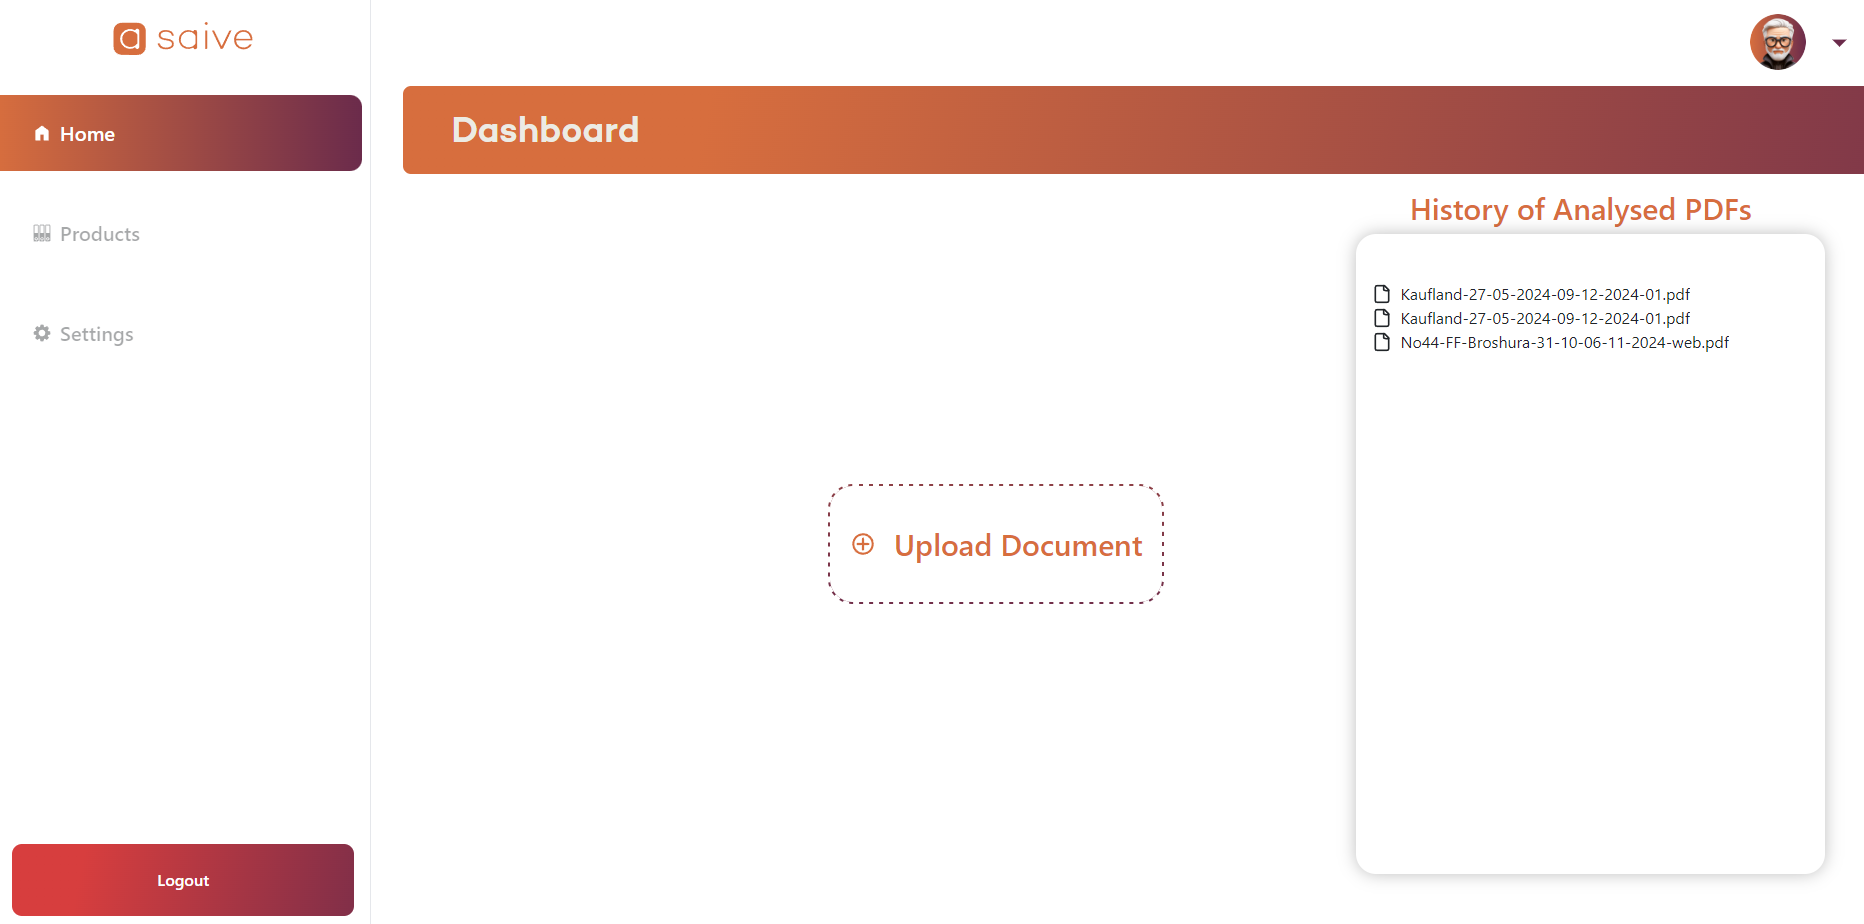 a saive
Home
Products
Settings
Logout
Dashboard
History of Analysed PDFs
Kaufland-27-05-2024-09-12-2024-01.pdf
Kaufland-27-05-2024-09-12-2024-01.pdf
No44-FF-Broshura-31-10-06-11-2024-web.pdf
Upload Document